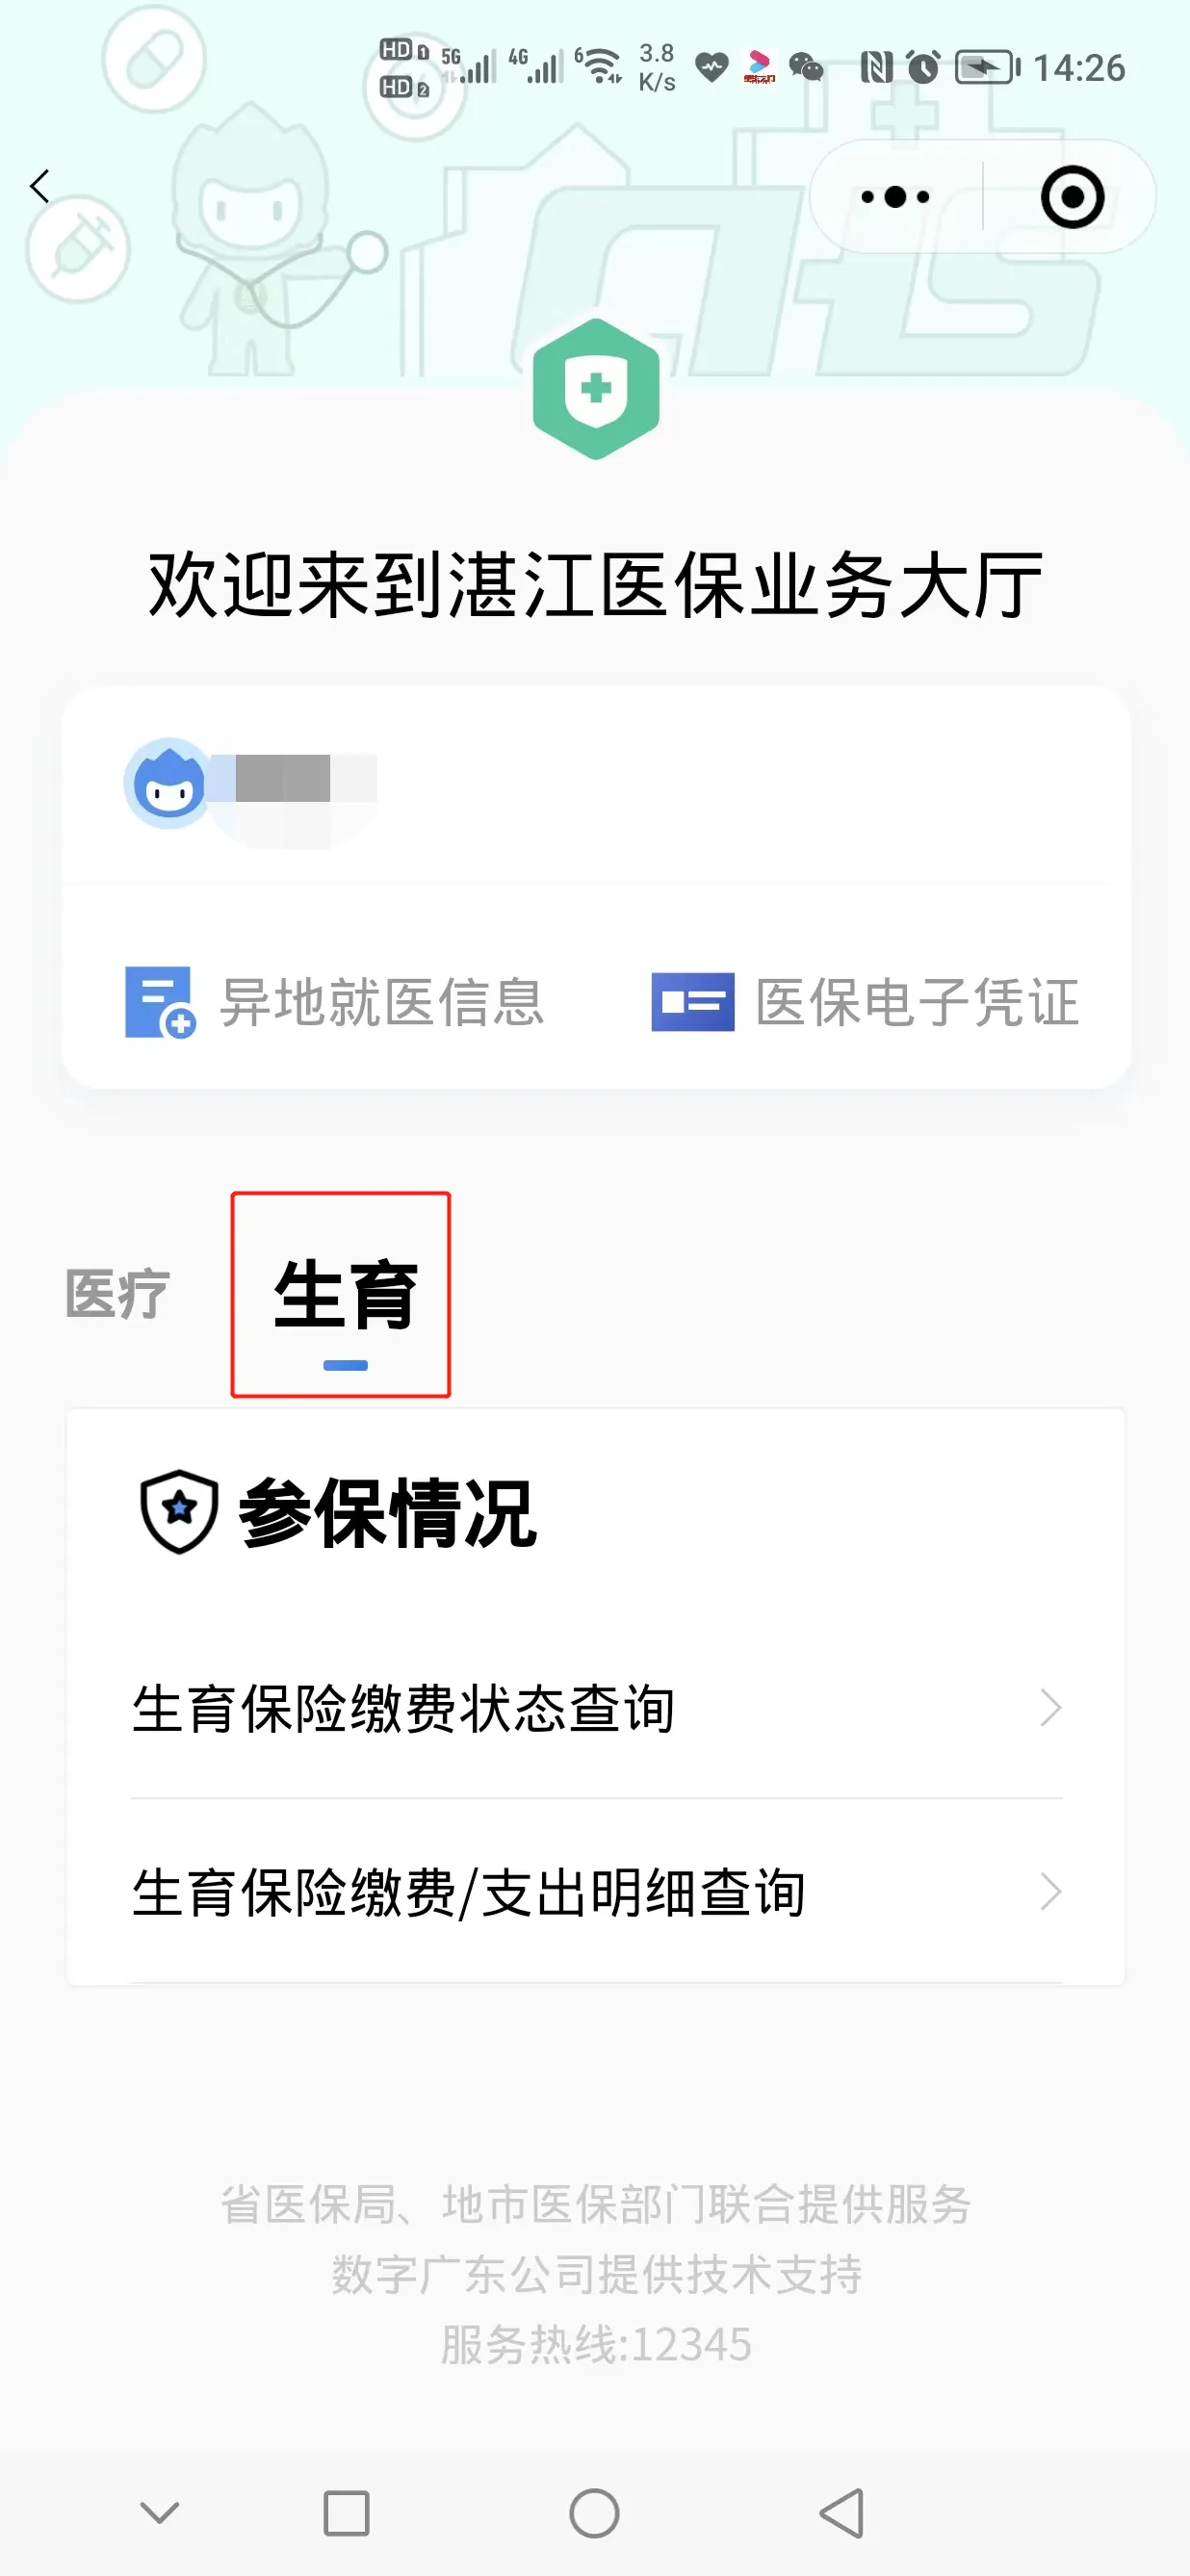 HD 1 5G 4G 6 3.8 14:26
HD 2 K/s
欢迎来到湛江医保业务大厅
异地就医信息 医保电子凭证
医疗 生育
参保情况
生育保险缴费状态查询
生育保险缴费/支出明细查询
省医保局、地市医保部门联合提供服务
数字广东公司提供技术支持
服务热线:12345